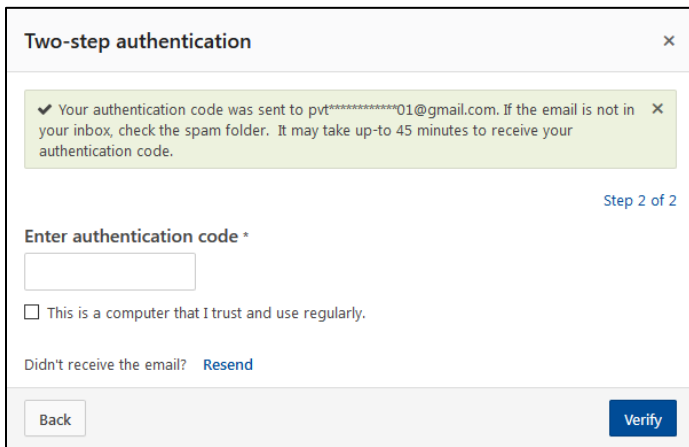 Two-step authentication
✔ Your authentication code was sent to pvt************01@gmail.com. If the email is not in
your inbox, check the spam folder. It may take up-to 45 minutes to receive your
authentication code.
Step 2 of 2
Enter authentication code *
This is a computer that I trust and use regularly.
Didn't receive the email? Resend
Back Verify